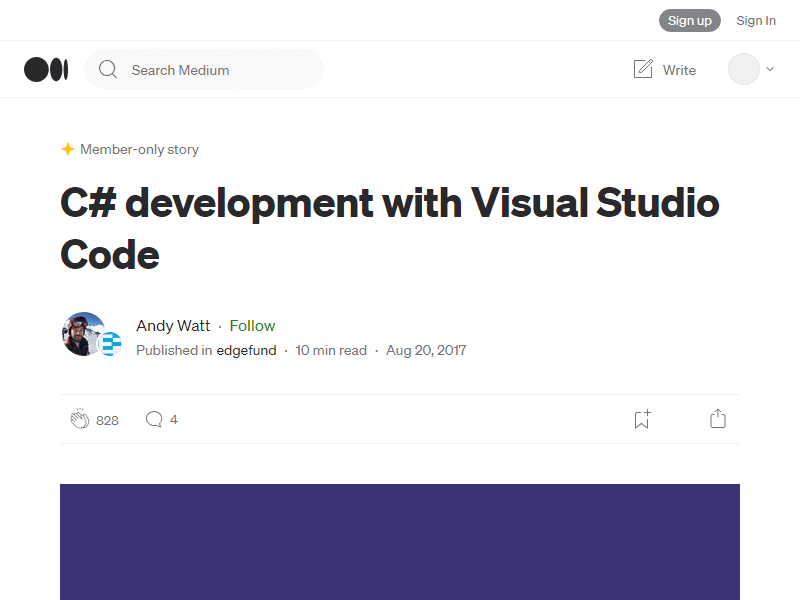 Sign up
Sign In
Search Medium
Write
Member-only story
C# development with Visual Studio
Code
Andy Watt · Follow
Published in edgefund · 10 min read · Aug 20, 2017
828
4